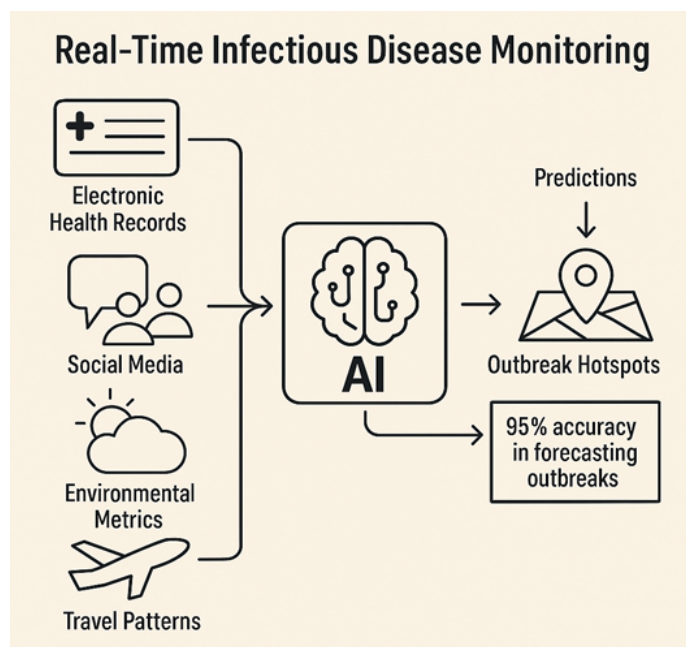 Real-Time Infectious Disease Monitoring
Electronic
Health Records
Social Media
Environmental
Metrics
Travel Patterns
AI
Predictions
Outbreak Hotspots
95% accuracy
in forecasting
outbreaks